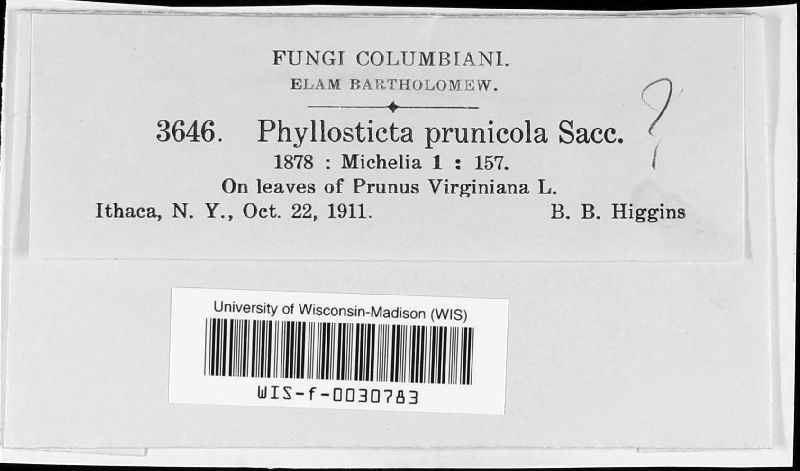 FUNGI COLUMBIANI.
ELAM BARTHOLOMEW.
3646. Phyllosticta prunicola Sacc. ?
1878 : Michelia 1 : 157.
On leaves of Prunus Virginiana L.
Ithaca, N. Y., Oct. 22, 1911. B. B. Higgins
University of Wisconsin-Madison (WIS)
WIS-f-0030783